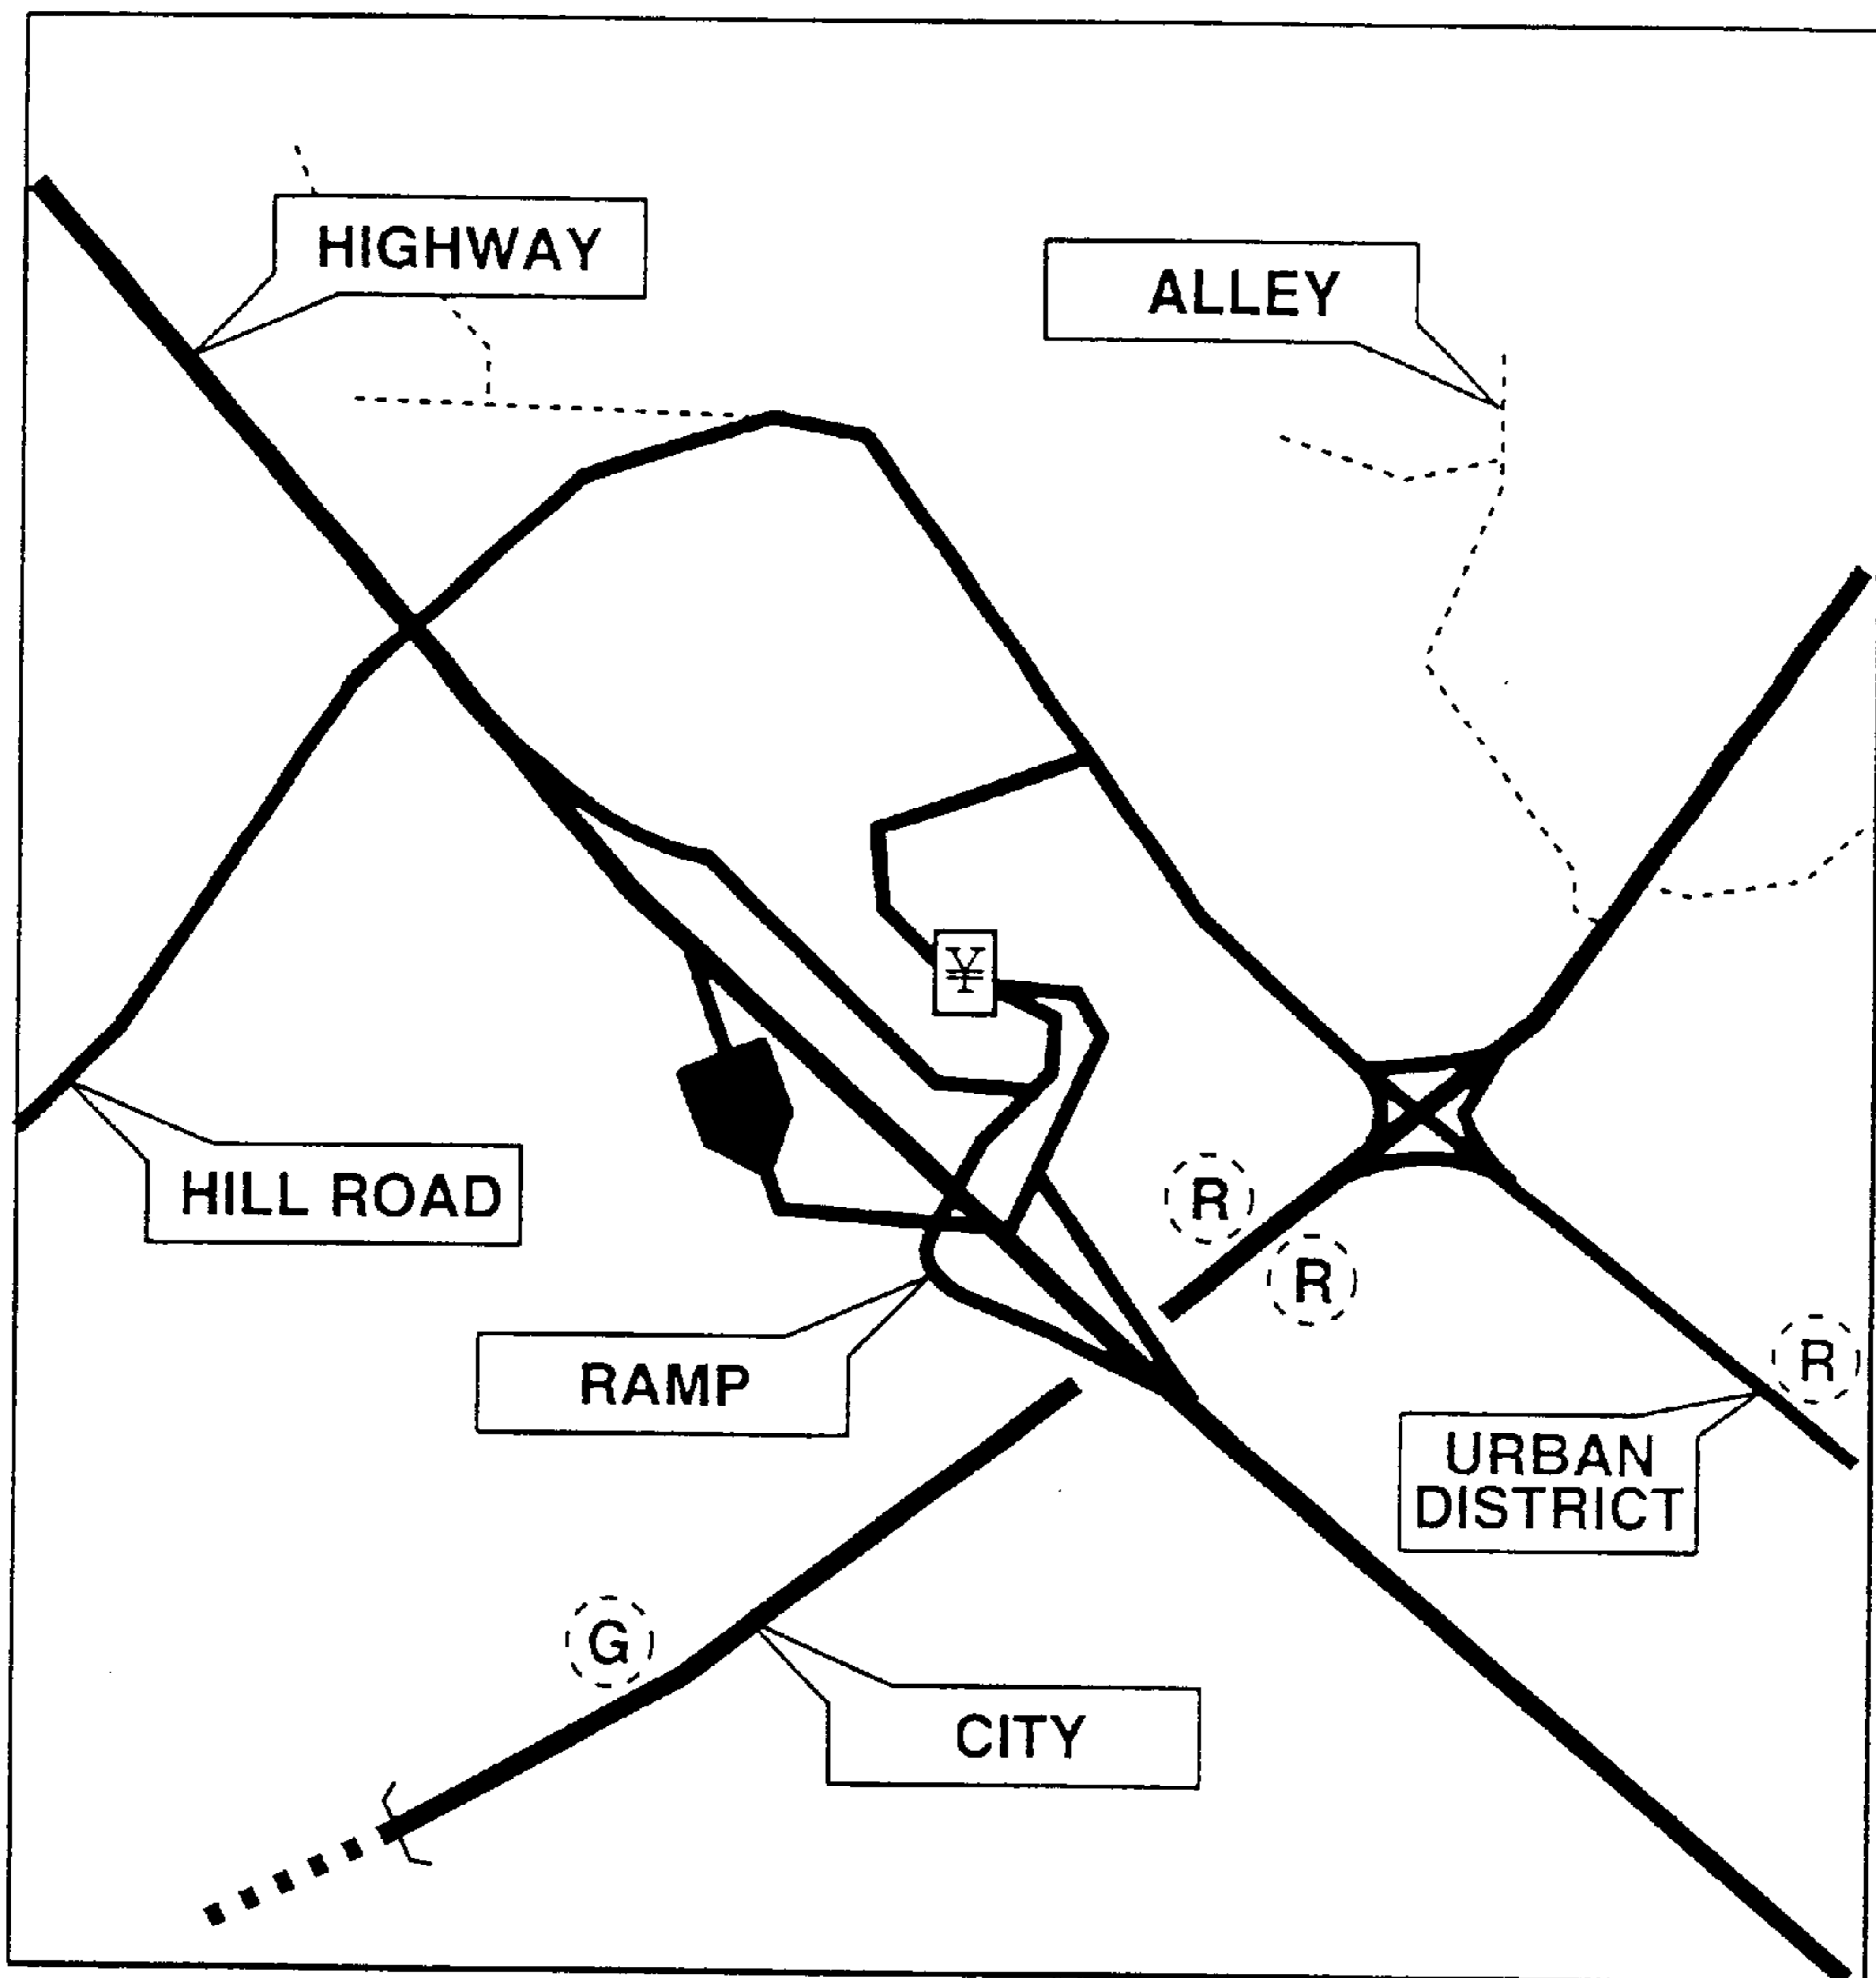 HIGHWAY
ALLEY
¥
HILL ROAD
R
R
RAMP
R
URBAN
DISTRICT
G
CITY